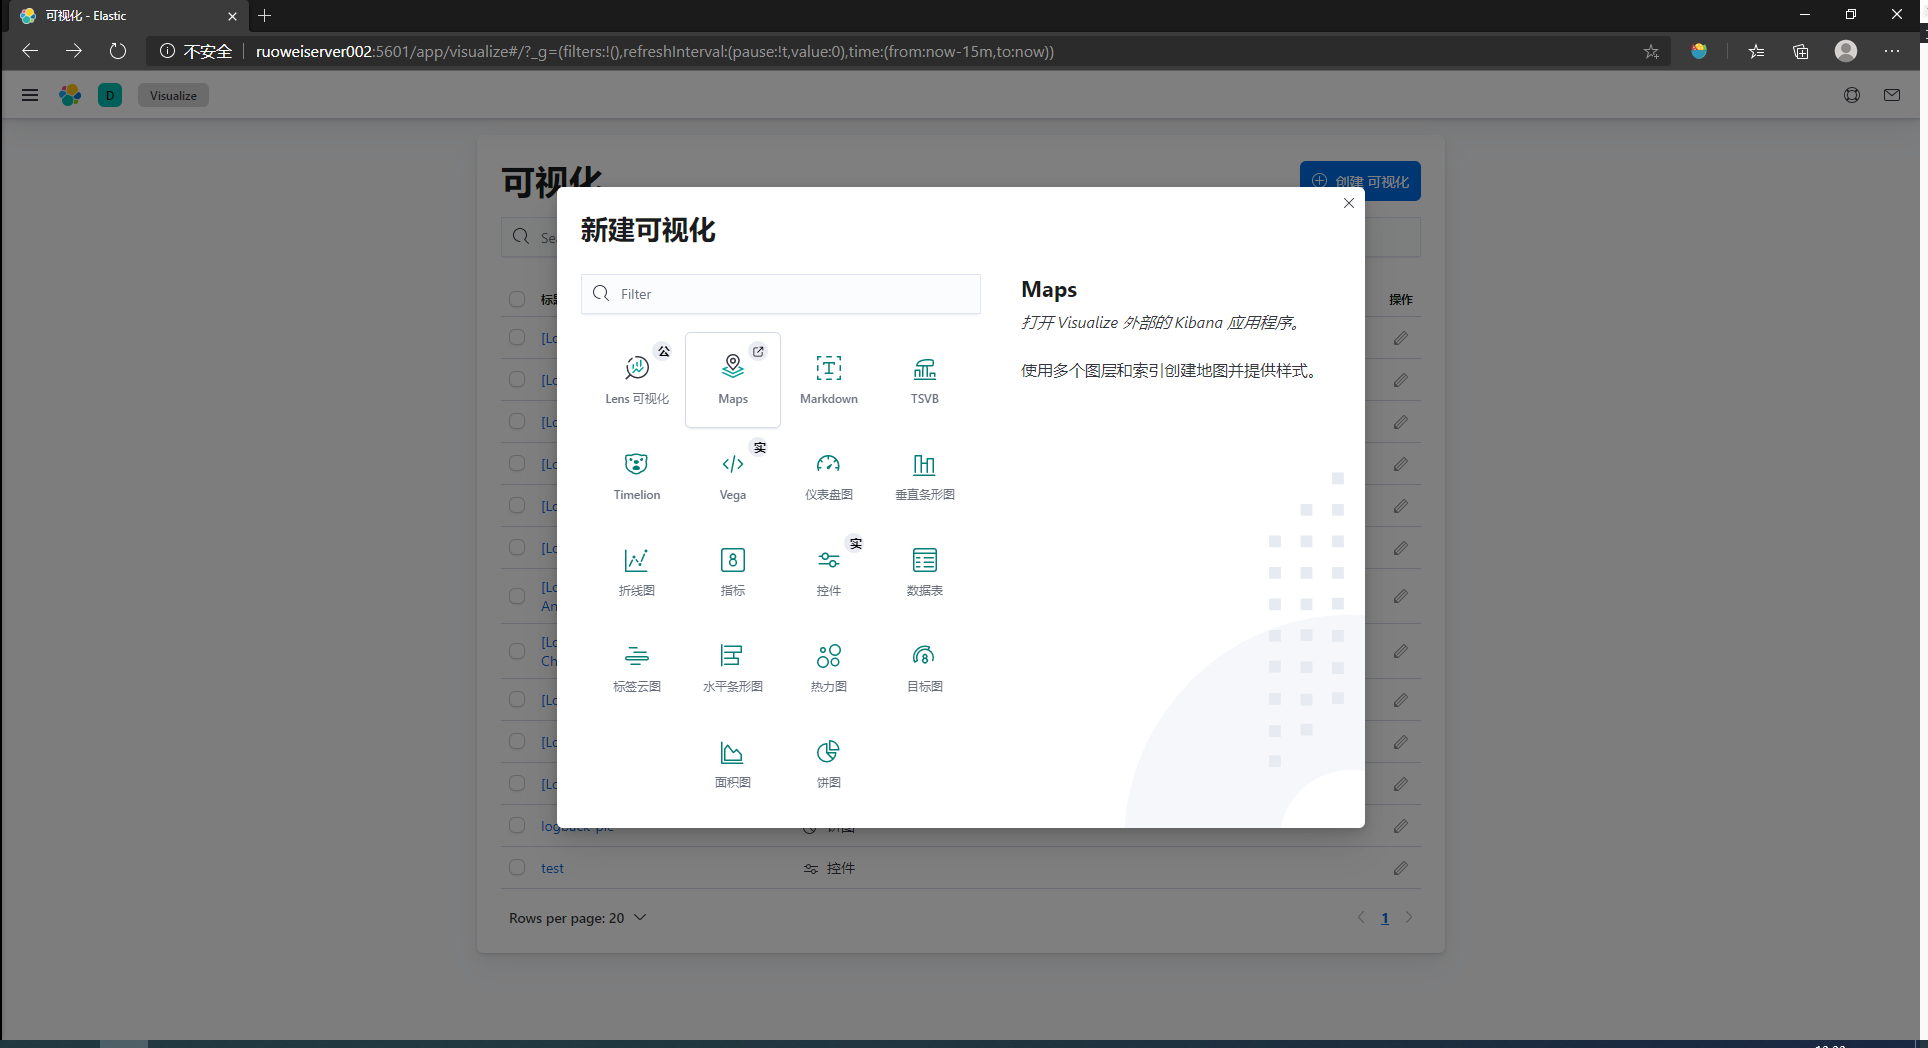 可视化 - Elastic
不安全
ruoweiserver002:5601/app/visualize#/?_g=(filters:!(),refreshInterval:(pause:!t,value:0),time:(from:now-15m,to:now))
D
Visualize
可视化
创建 可视化
新建可视化
Se
Filter
Maps
打开 Visualize 外部的 Kibana 应用程序。
使用多个图层和索引创建地图并提供样式。
标题
操作
[Lo
[Lo
[Lo
[Lo
[Lo
[Lo
[Lo
An
[Lo
Ch
[Lo
[Lo
[Lo
公
Lens 可视化
Maps
Markdown
TSVB
实
Timelion
Vega
仪表盘图
垂直条形图
实
折线图
8
指标
控件
数据表
标签云图
水平条形图
热力图
8
目标图
面积图
饼图
logback-pie
饼图
test
控件
Rows per page: 20
1